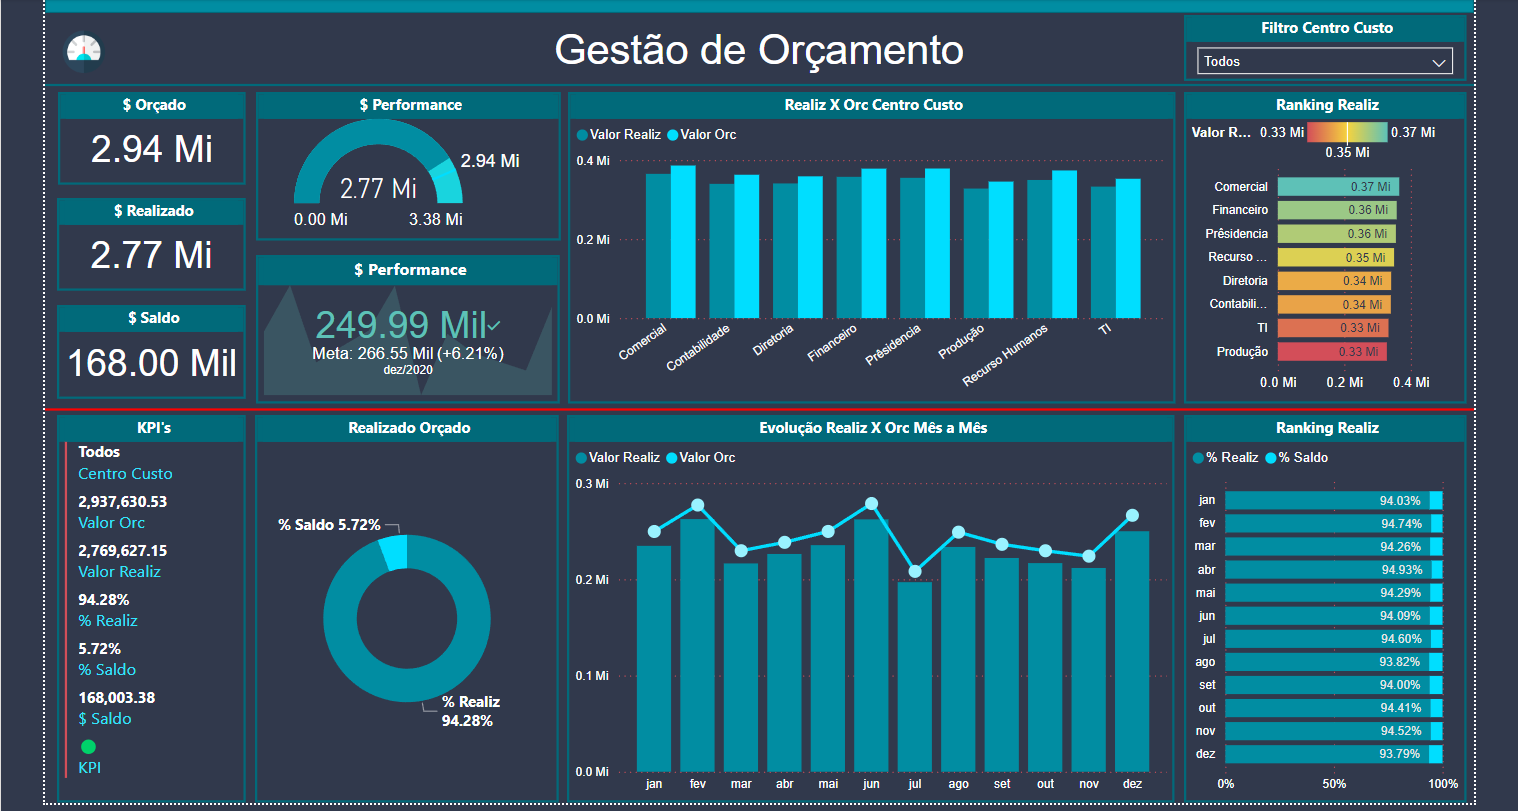 Gestão de Orçamento
Filtro Centro Custo
Todos
$ Orçado
2.94 Mi
$ Realizado
2.77 Mi
$ Saldo
168.00 Mil
$ Performance
2.94 Mi
2.77 Mi
0.00 Mi
3.38 Mi
$ Performance
249.99 Mil
Meta: 266.55 Mil (+6.21%)
dez/2020
Realiz X Orc Centro Custo
Valor Realiz Valor Orc
0.4 Mi
0.2 Mi
0.0 Mi
Comercial
Contabilidade
Diretoria
Financeiro
Prêsidencia
Produção
Recurso Humanos
TI
Ranking Realiz
Valor R... 0.33 Mi 0.37 Mi
0.35 Mi
Comercial 0.37 Mi
Financeiro 0.36 Mi
Prêsidencia 0.36 Mi
Recurso ... 0.35 Mi
Diretoria 0.34 Mi
Contabili... 0.34 Mi
TI 0.33 Mi
Produção 0.33 Mi
0.0 Mi 0.2 Mi 0.4 Mi
KPI's
Todos
Centro Custo
2,937,630.53
Valor Orc
2,769,627.15
Valor Realiz
94.28%
% Realiz
5.72%
% Saldo
168,003.38
$ Saldo
KPI
Realizado Orçado
% Saldo 5.72%
% Realiz
94.28%
Evolução Realiz X Orc Mês a Mês
Valor Realiz Valor Orc
0.3 Mi
0.2 Mi
0.1 Mi
0.0 Mi
jan fev mar abr mai jun jul ago set out nov dez
Ranking Realiz
% Realiz % Saldo
jan 94.03%
fev 94.74%
mar 94.26%
abr 94.93%
mai 94.29%
jun 94.09%
jul 94.60%
ago 93.82%
set 94.00%
out 94.41%
nov 94.52%
dez 93.79%
0% 50% 100%